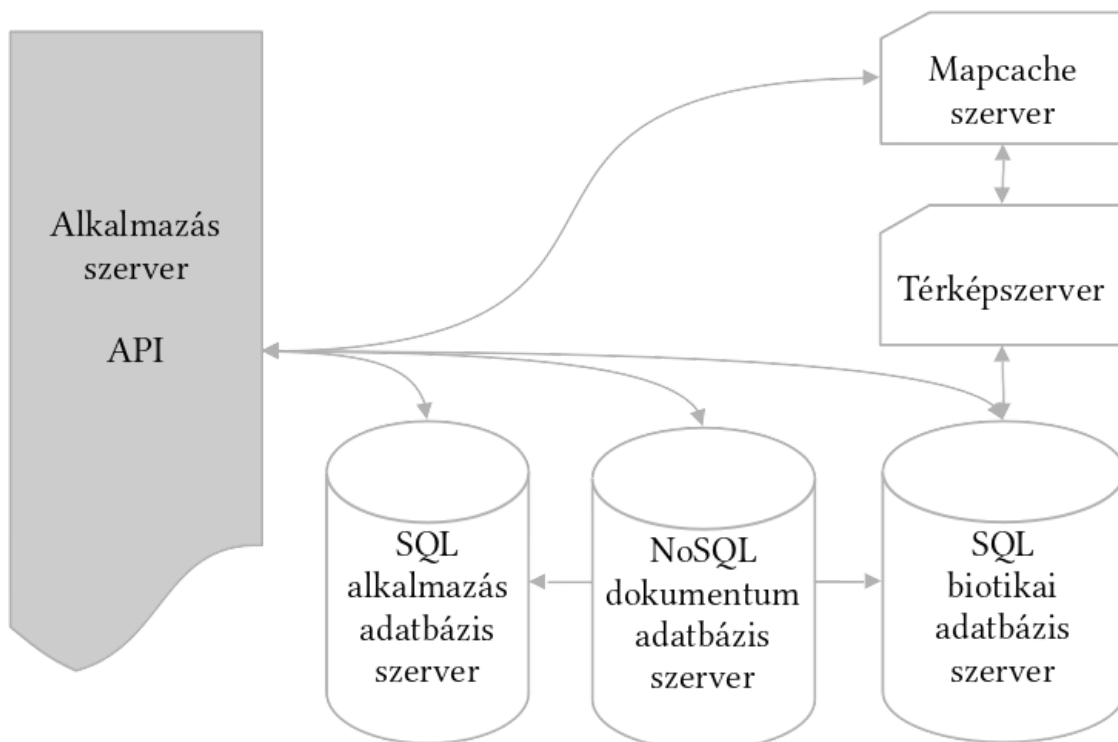 Alkalmazás
szerver
API
Mapcache
szerver
Térképszerver
SQL
alkalmazás
adatbázis
szerver
NoSQL
dokumentum
adatbázis
szerver
SQL
biotikai
adatbázis
szerver